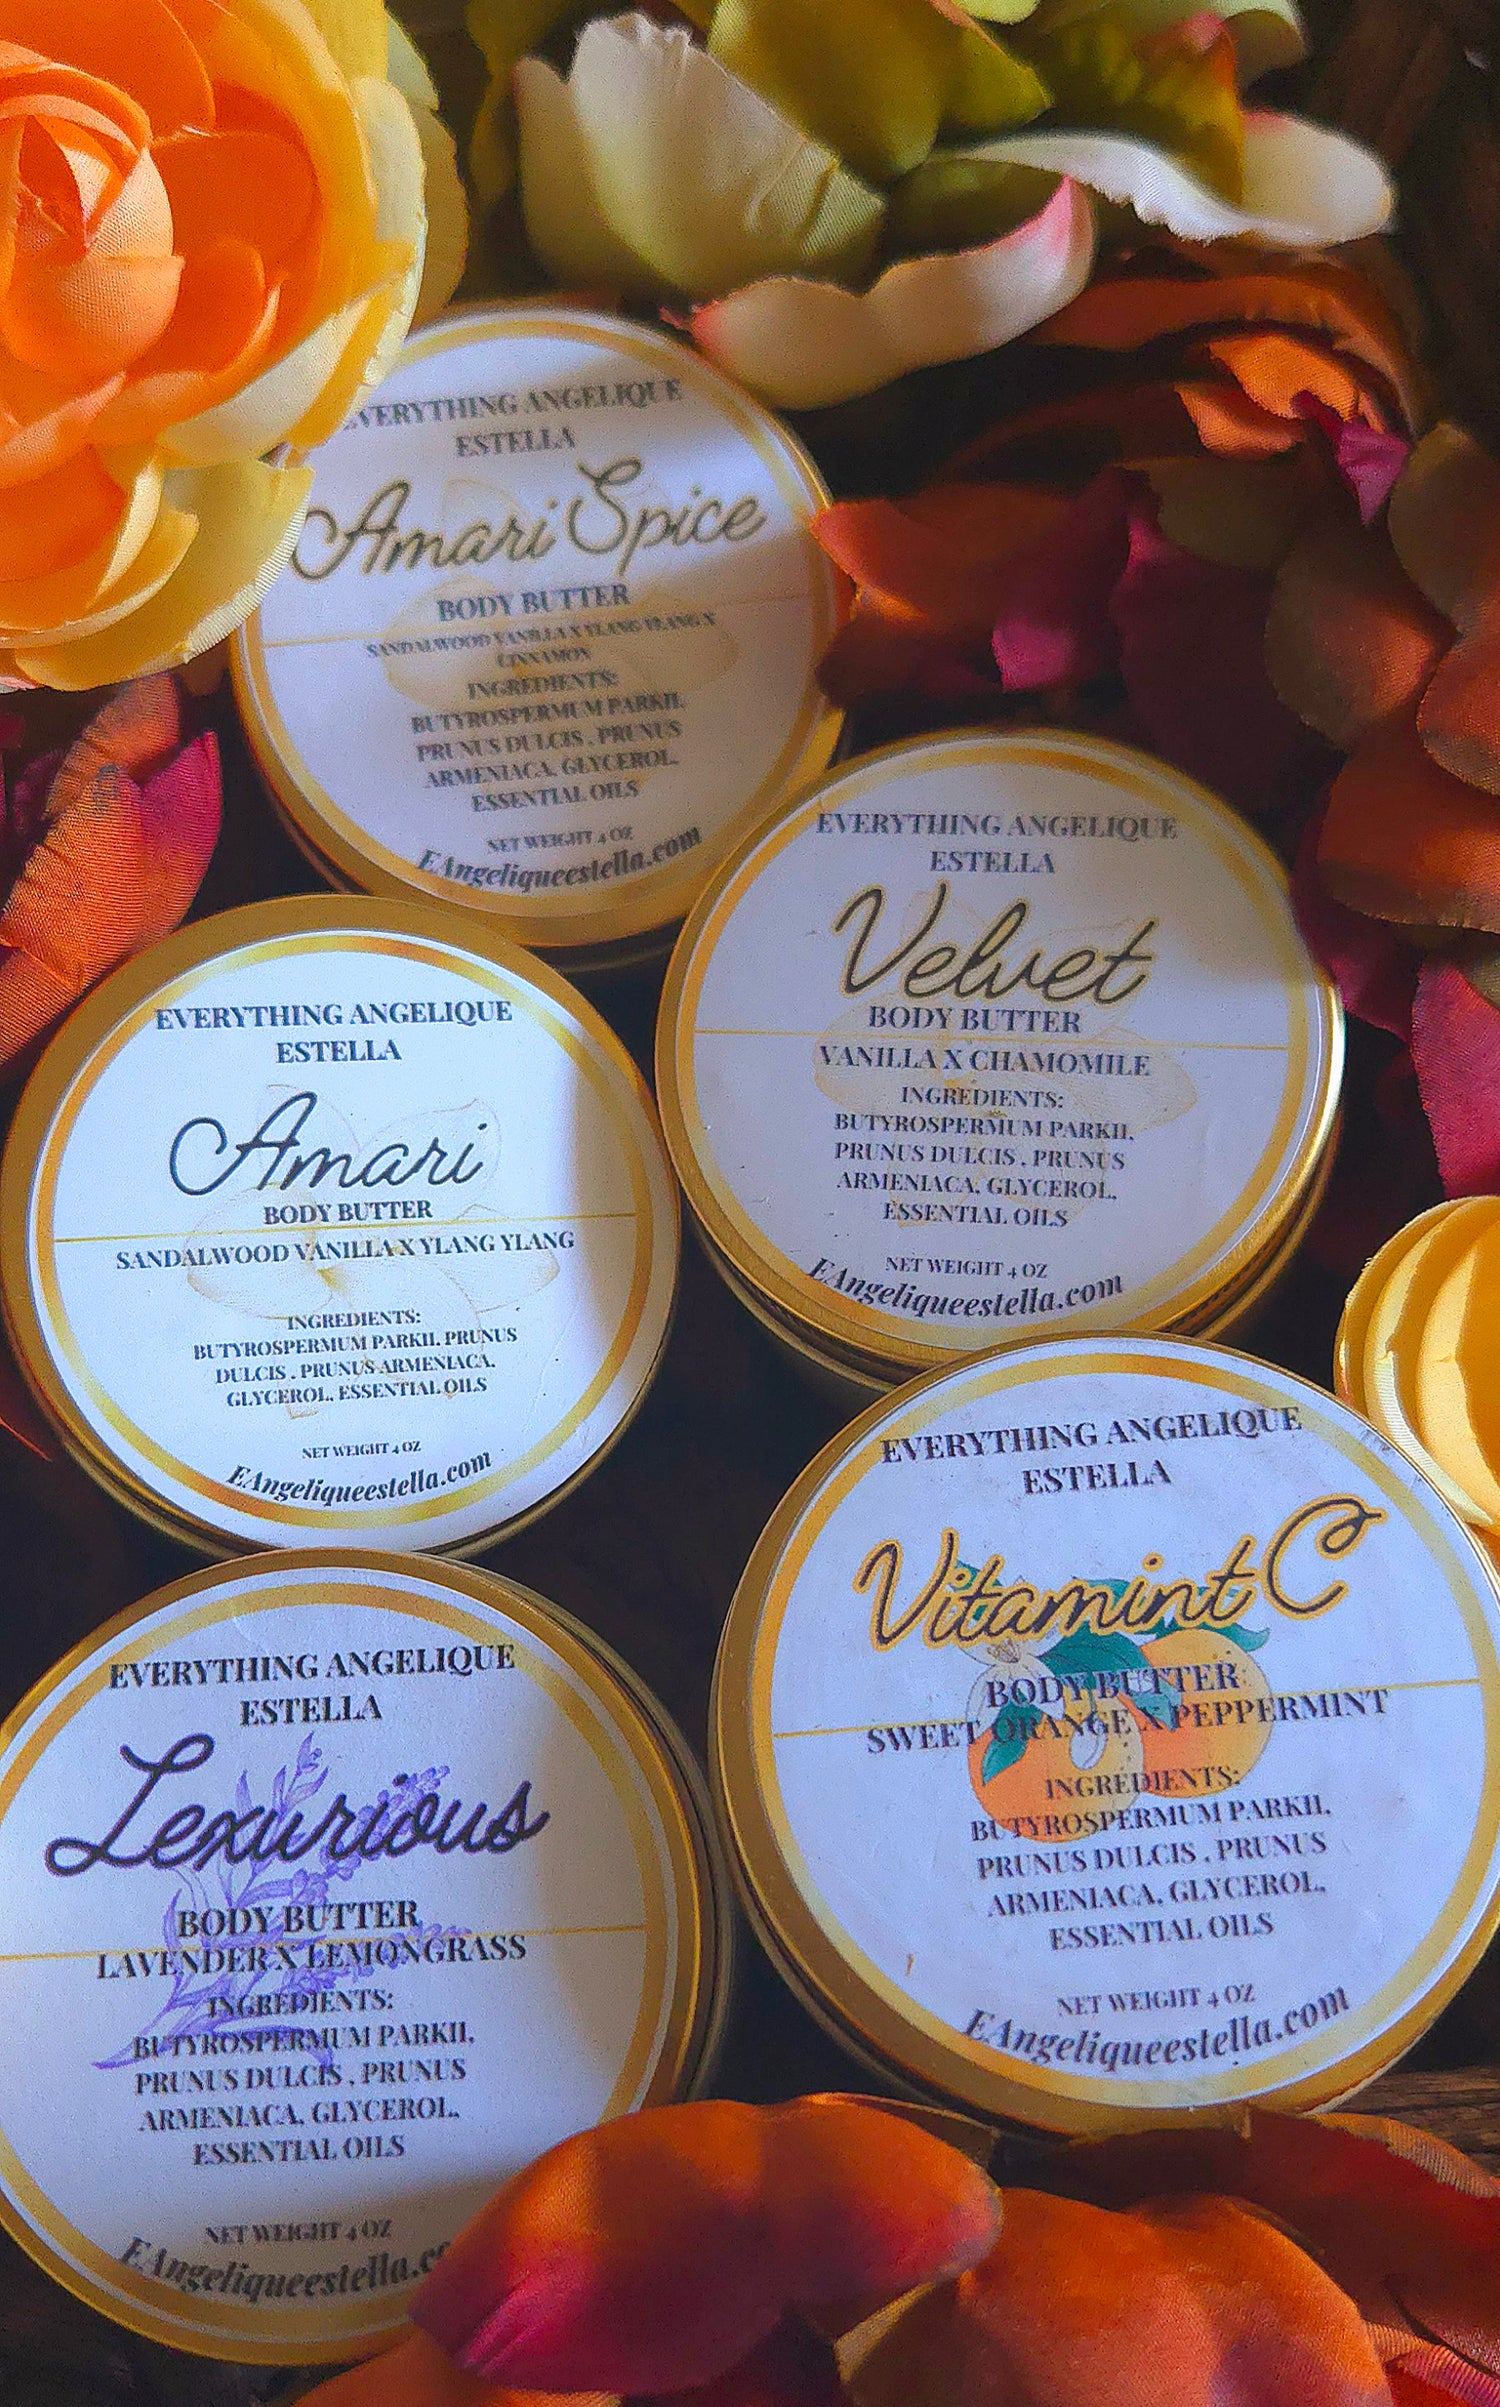 EVERYTHING ANGELIQUE
ESTELLA
Amari Spice
BODY BUTTER
SANDALWOOD VANILLA X YLANG YLANG X
CINNAMON
INGREDIENTS:
BUTYROSPERMUM PARKII,
PRUNUS DULCIS , PRUNUS
ARMENIACA, GLYCEROL,
ESSENTIAL OILS
NET WEIGHT 4 OZ
EAngeliqueestella.com
EVERYTHING ANGELIQUE
ESTELLA
Velvet
BODY BUTTER
VANILLA X CHAMOMILE
INGREDIENTS:
BUTYROSPERMUM PARKII,
PRUNUS DULCIS , PRUNUS
ARMENIACA, GLYCEROL,
ESSENTIAL OILS
NET WEIGHT 4 OZ
EAngeliqueestella.com
EVERYTHING ANGELIQUE
ESTELLA
Amari
BODY BUTTER
SANDALWOOD VANILLA X YLANG YLANG
INGREDIENTS:
BUTYROSPERMUM PARKII, PRUNUS
DULCIS , PRUNUS ARMENIACA,
GLYCEROL, ESSENTIAL OILS
NET WEIGHT 4 OZ
EAngeliqueestella.com
EVERYTHING ANGELIQUE
ESTELLA
Vitamint C
BODY BUTTER
SWEET ORANGE X PEPPERMINT
INGREDIENTS:
BUTYROSPERMUM PARKII,
PRUNUS DULCIS , PRUNUS
ARMENIACA, GLYCEROL,
ESSENTIAL OILS
NET WEIGHT 4 OZ
EAngeliqueestella.com
EVERYTHING ANGELIQUE
ESTELLA
Lexurious
BODY BUTTER
LAVENDER X LEMONGRASS
INGREDIENTS:
BUTYROSPERMUM PARKII,
PRUNUS DULCIS , PRUNUS
ARMENIACA, GLYCEROL,
ESSENTIAL OILS
NET WEIGHT 4 OZ
EAngeliqueestella.c